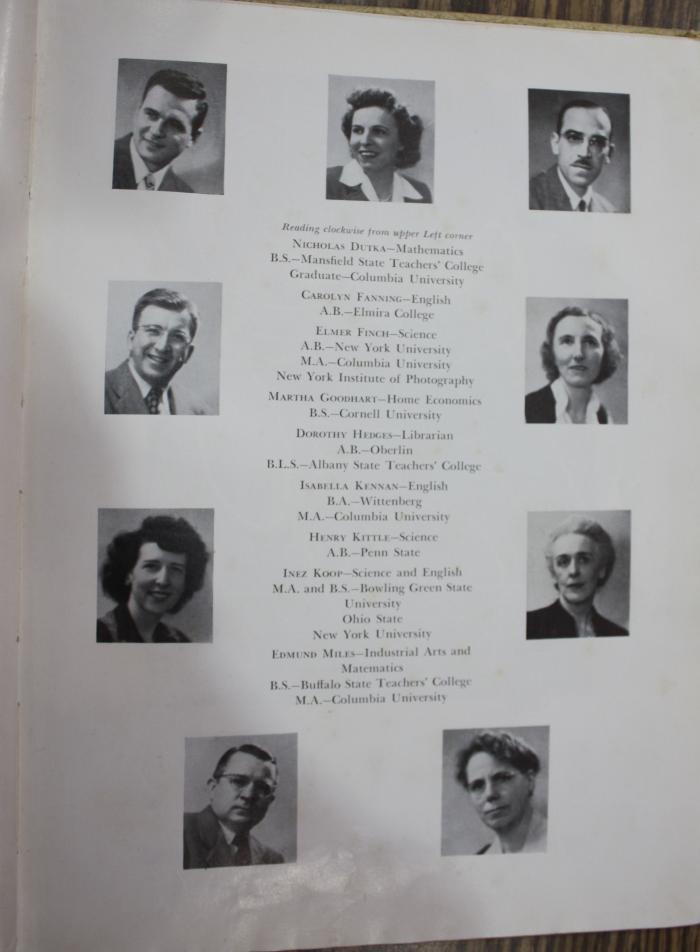 Reading clockwise from upper Left corner
Nicholas Dutka—Mathematics
B.S.—Mansfield State Teachers' College
Graduate—Columbia University
Carolyn Fanning—English
A.B.—Elmira College
Elmer Finch—Science
A.B.—New York University
M.A.—Columbia University
New York Institute of Photography
Martha Goodhart—Home Economics
B.S.—Cornell University
Dorothy Hedges—Librarian
A.B.—Oberlin
B.L.S.—Albany State Teachers' College
Isabella Kennan—English
B.A.—Wittenberg
M.A.—Columbia University
Henry Kittle—Science
A.B.—Penn State
Inez Koop—Science and English
M.A. and B.S.—Bowling Green State
University
Ohio State
New York University
Edmund Miles—Industrial Arts and
Matematics
B.S.—Buffalo State Teachers' College
M.A.—Columbia University